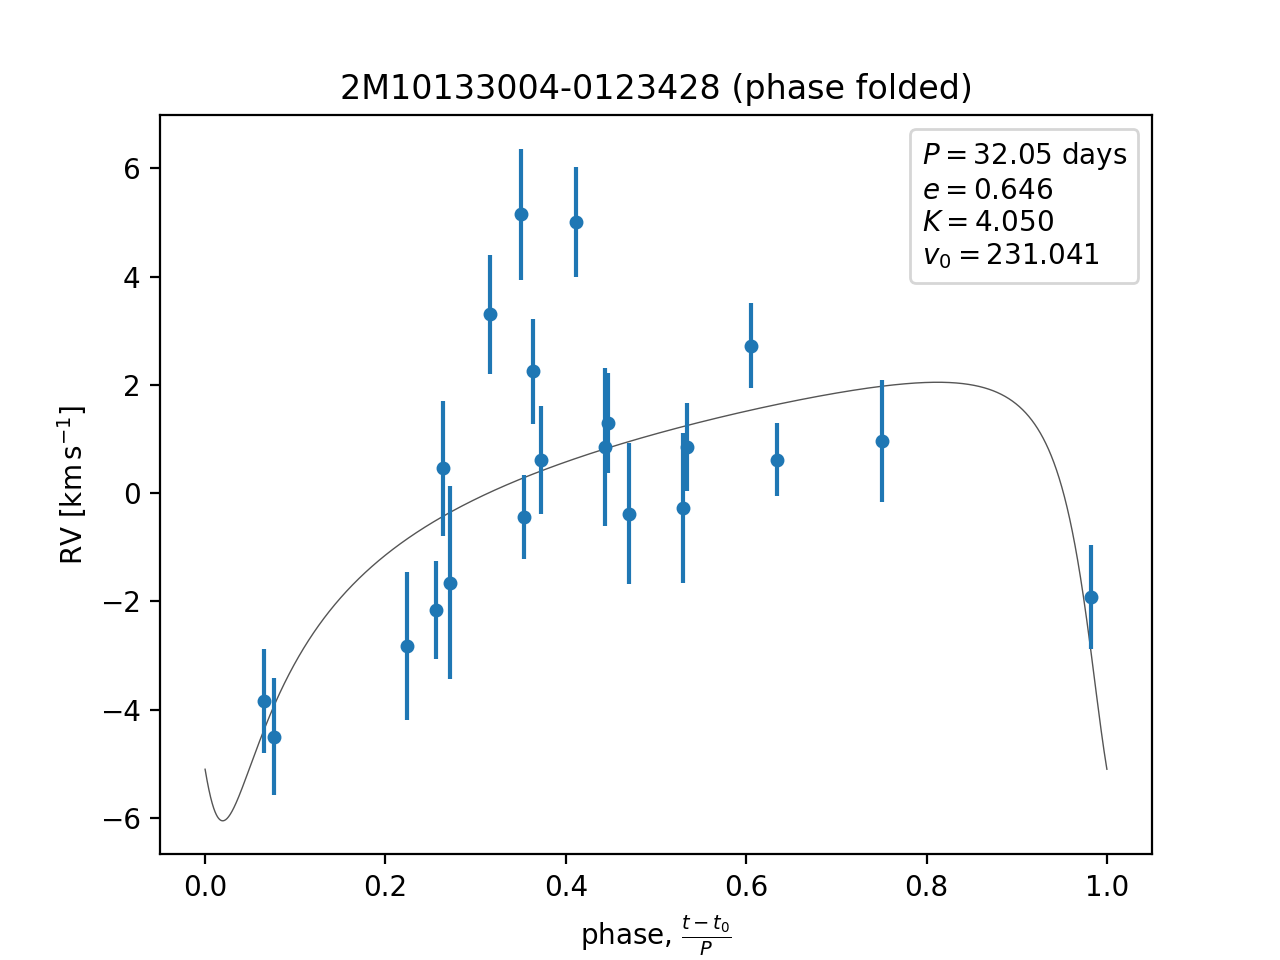 2M10133004-0123428 (phase folded)
P = 32.05 days
e = 0.646
K = 4.050
v₀ = 231.041
RV [km s⁻¹]
6
4
2
0
−2
−4
−6
0.0 0.2 0.4 0.6 0.8 1.0
phase, (t − t₀)/P